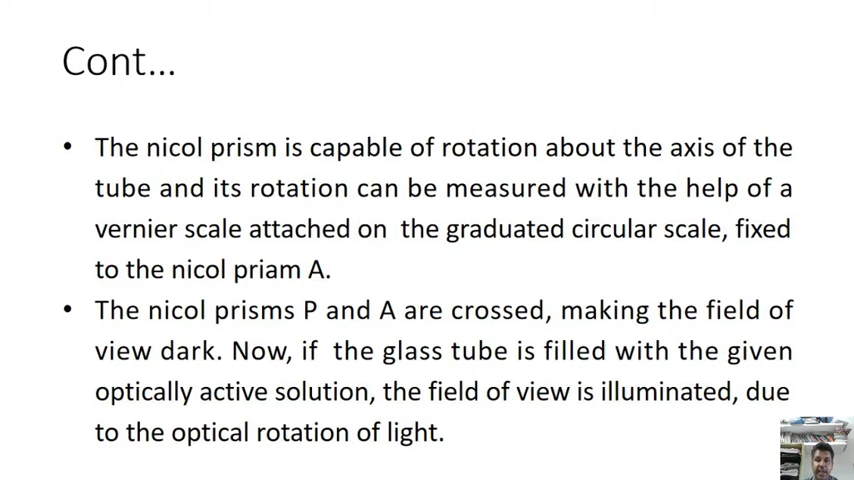 Cont...
• The nicol prism is capable of rotation about the axis of the
tube and its rotation can be measured with the help of a
vernier scale attached on the graduated circular scale, fixed
to the nicol priam A.
• The nicol prisms P and A are crossed, making the field of
view dark. Now, if the glass tube is filled with the given
optically active solution, the field of view is illuminated, due
to the optical rotation of light.